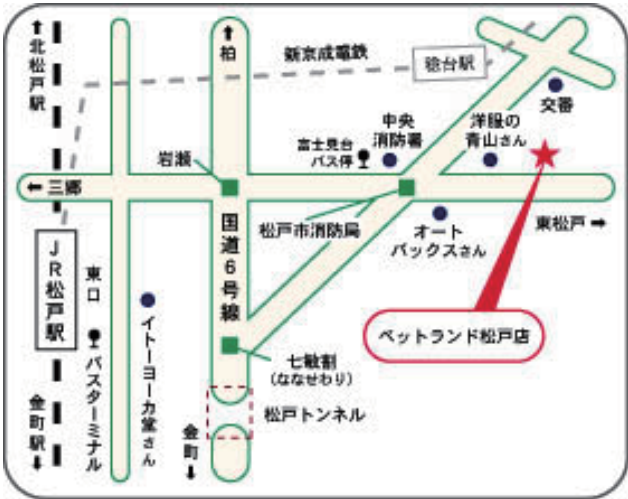 ↑
北松戸駅
↑
柏
新京成電鉄
稔台駅
交番
中央
消防署
洋服の
青山さん
富士見台
バス停
岩瀬
← 三郷
松戸市消防局
オート
バックスさん
東松戸 →
国道6号線
JR松戸駅
東口
バスターミナル
イトーヨーカ堂さん
ペットランド松戸店
七畝割
(ななせわり)
松戸トンネル
金町駅
↓
金町
↓